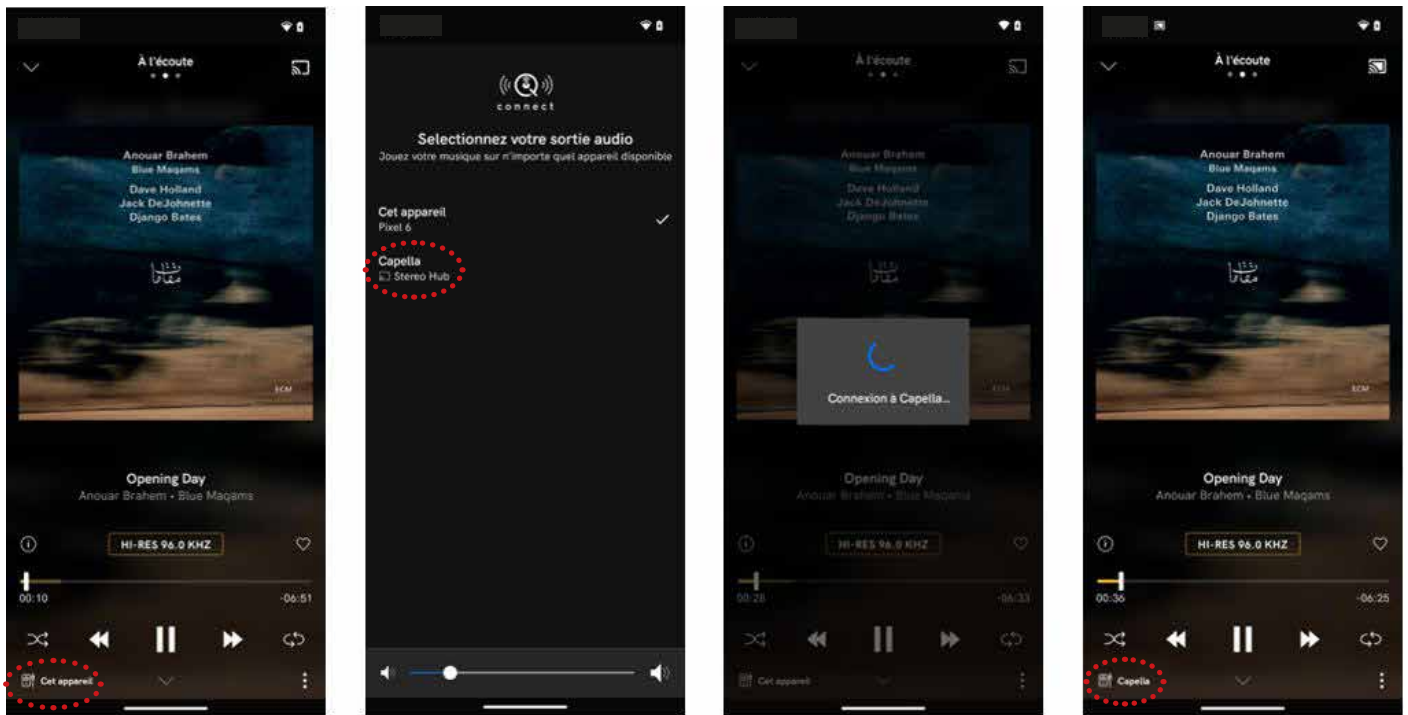 À l'écoute
Anouar Brahem
Blue Maqams
Dave Holland
Jack DeJohnette
Django Bates
ECM
Opening Day
Anouar Brahem • Blue Maqams
HI-RES 96.0 KHZ
00:10
-06:51
Cet appareil
connect
Selectionnez votre sortie audio
Jouez votre musique sur n'importe quel appareil disponible
Cet appareil
Pixel 6
Capella
Stereo Hub
À l'écoute
Anouar Brahem
Blue Maqams
Dave Holland
Jack DeJohnette
Django Bates
Connexion à Capella...
Opening Day
Anouar Brahem • Blue Maqams
HI-RES 96.0 KHZ
00:28
-06:33
Cet appareil
À l'écoute
Anouar Brahem
Blue Maqams
Dave Holland
Jack DeJohnette
Django Bates
ECM
Opening Day
Anouar Brahem • Blue Maqams
HI-RES 96.0 KHZ
00:36
-06:25
Capella